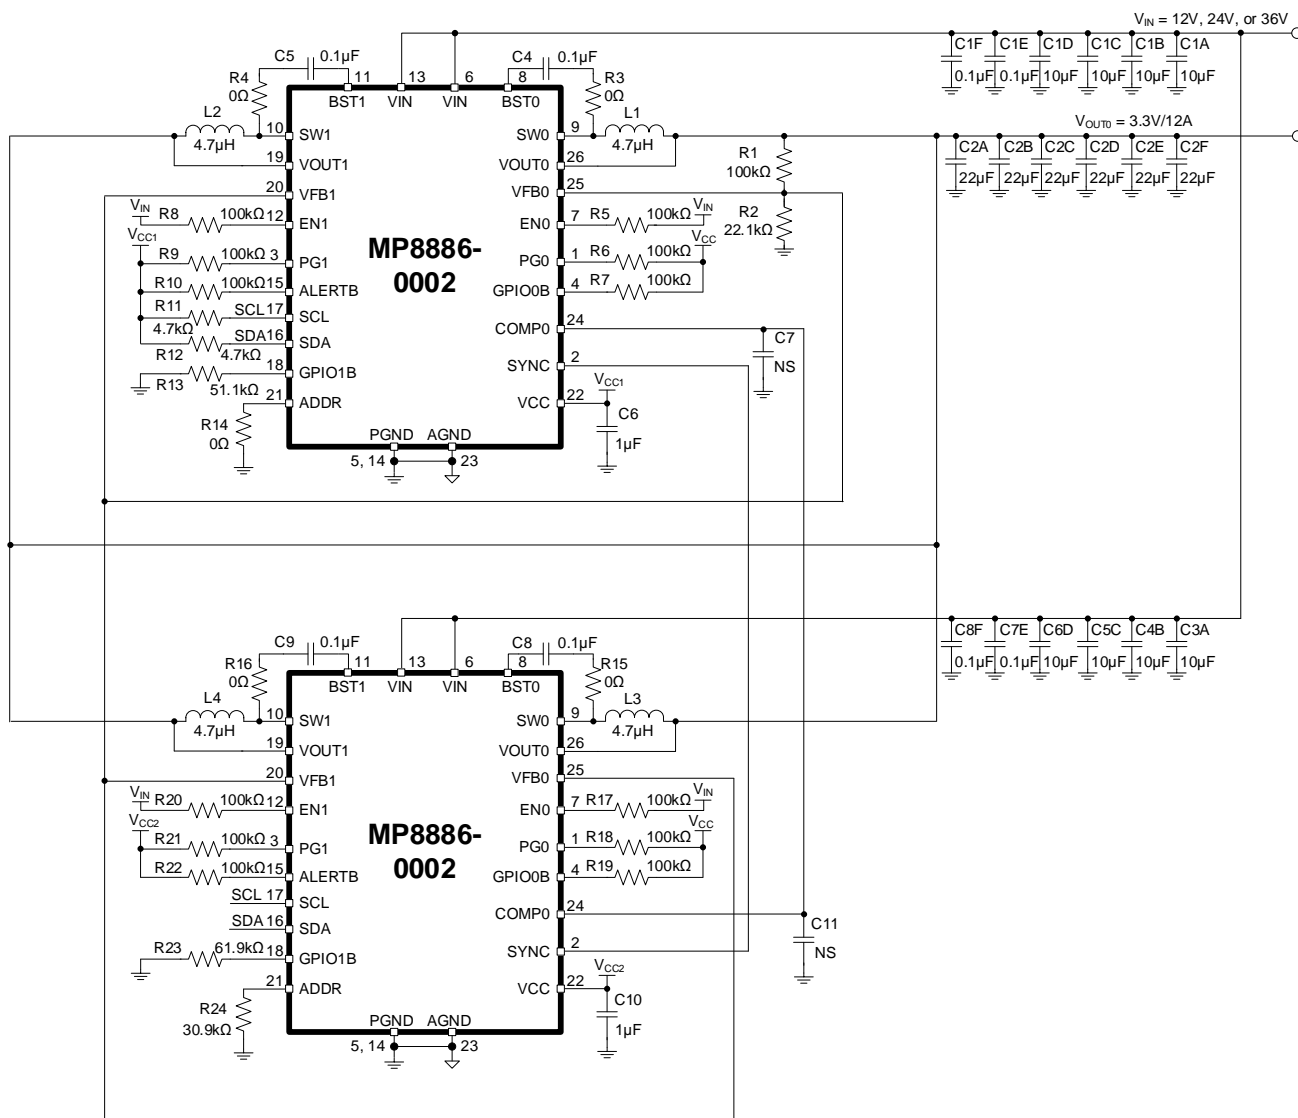 V_IN = 12V, 24V, or 36V
C1F C1E C1D C1C C1B C1A
0.1µF 0.1µF 10µF 10µF 10µF 10µF
V_OUT0 = 3.3V/12A
C2A C2B C2C C2D C2E C2F
22µF 22µF 22µF 22µF 22µF 22µF
C5 0.1µF
R4 0Ω
C4 0.1µF
R3 0Ω
11 13 6 8
BST1 VIN VIN BST0
L2 4.7µH
L1 4.7µH
10 SW1
19 VOUT1
20 VFB1
V_IN R8 100kΩ 12 EN1
V_CC1
R9 100kΩ 3 PG1
R10 100kΩ 15 ALERTB
R11 4.7kΩ SCL 17 SCL
R12 4.7kΩ SDA 16 SDA
R13 51.1kΩ 18 GPIO1B
R14 0Ω 21 ADDR
MP8886-
0002
SW0 9
VOUT0 26
VFB0 25
EN0 7 R5 100kΩ V_IN
V_CC
PG0 1 R6 100kΩ
GPIO0B 4 R7 100kΩ
COMP0 24
SYNC 2
VCC 22
V_CC1
C6
1µF
R1
100kΩ
R2
22.1kΩ
C7
NS
PGND AGND
5, 14 23
C8F C7E C6D C5C C4B C3A
0.1µF 0.1µF 10µF 10µF 10µF 10µF
C9 0.1µF
R16 0Ω
C8 0.1µF
R15 0Ω
11 13 6 8
BST1 VIN VIN BST0
L4 4.7µH
L3 4.7µH
10 SW1
19 VOUT1
20 VFB1
V_IN R20 100kΩ 12 EN1
V_CC2
R21 100kΩ 3 PG1
R22 100kΩ 15 ALERTB
SCL 17 SCL
SDA 16 SDA
R23 61.9kΩ 18 GPIO1B
R24 30.9kΩ 21 ADDR
MP8886-
0002
SW0 9
VOUT0 26
VFB0 25
EN0 7 R17 100kΩ V_IN
V_CC
PG0 1 R18 100kΩ
GPIO0B 4 R19 100kΩ
COMP0 24
SYNC 2
VCC 22
V_CC2
C10
1µF
C11
NS
PGND AGND
5, 14 23